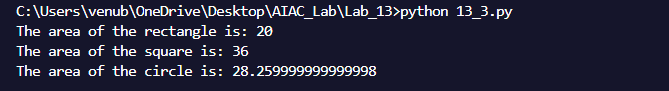 C:\Users\venub\OneDrive\Desktop\AIAC_Lab\Lab_13>python 13_3.py
The area of the rectangle is: 20
The area of the square is: 36
The area of the circle is: 28.259999999999998